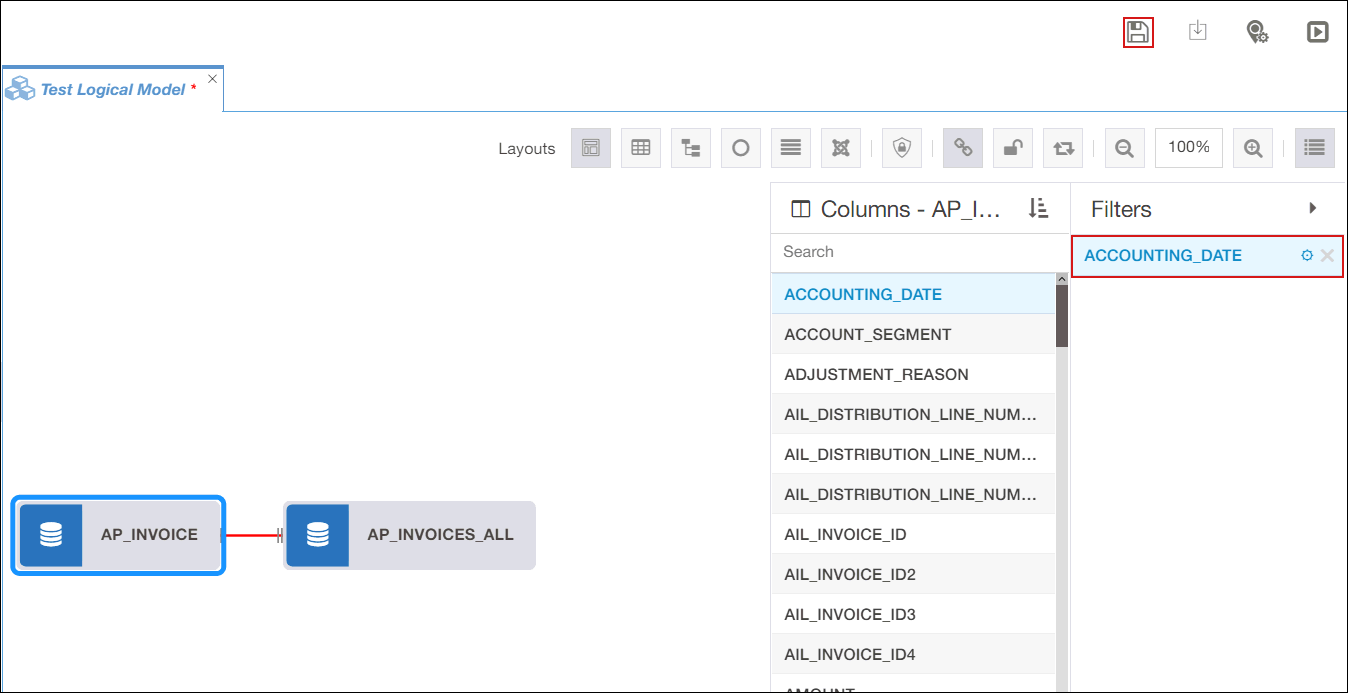 Test Logical Model *
Layouts
100%
Columns - AP_I...
Filters
Search
ACCOUNTING_DATE
ACCOUNTING_DATE
ACCOUNT_SEGMENT
ADJUSTMENT_REASON
AIL_DISTRIBUTION_LINE_NUM...
AIL_DISTRIBUTION_LINE_NUM...
AIL_DISTRIBUTION_LINE_NUM...
AIL_INVOICE_ID
AIL_INVOICE_ID2
AIL_INVOICE_ID3
AIL_INVOICE_ID4
AMOUNT
AP_INVOICE
AP_INVOICES_ALL